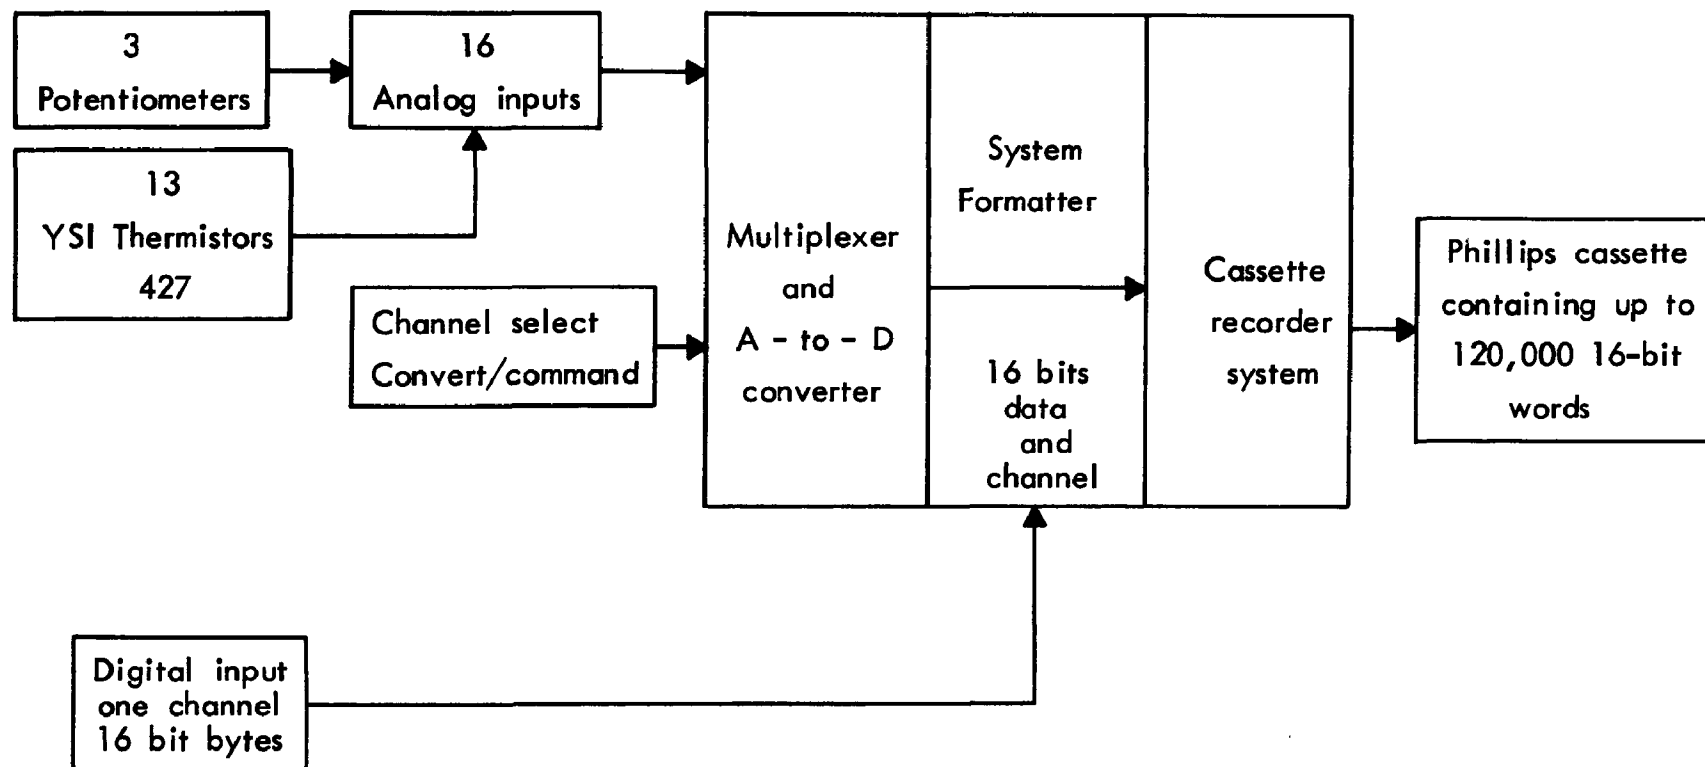 3
Potentiometers
16
Analog inputs
13
YSI Thermistors
427
Channel select
Convert/command
Multiplexer
and
A - to - D
converter
System
Formatter
16 bits
data
and
channel
Cassette
recorder
system
Phillips cassette
containing up to
120,000 16-bit
words
Digital input
one channel
16 bit bytes